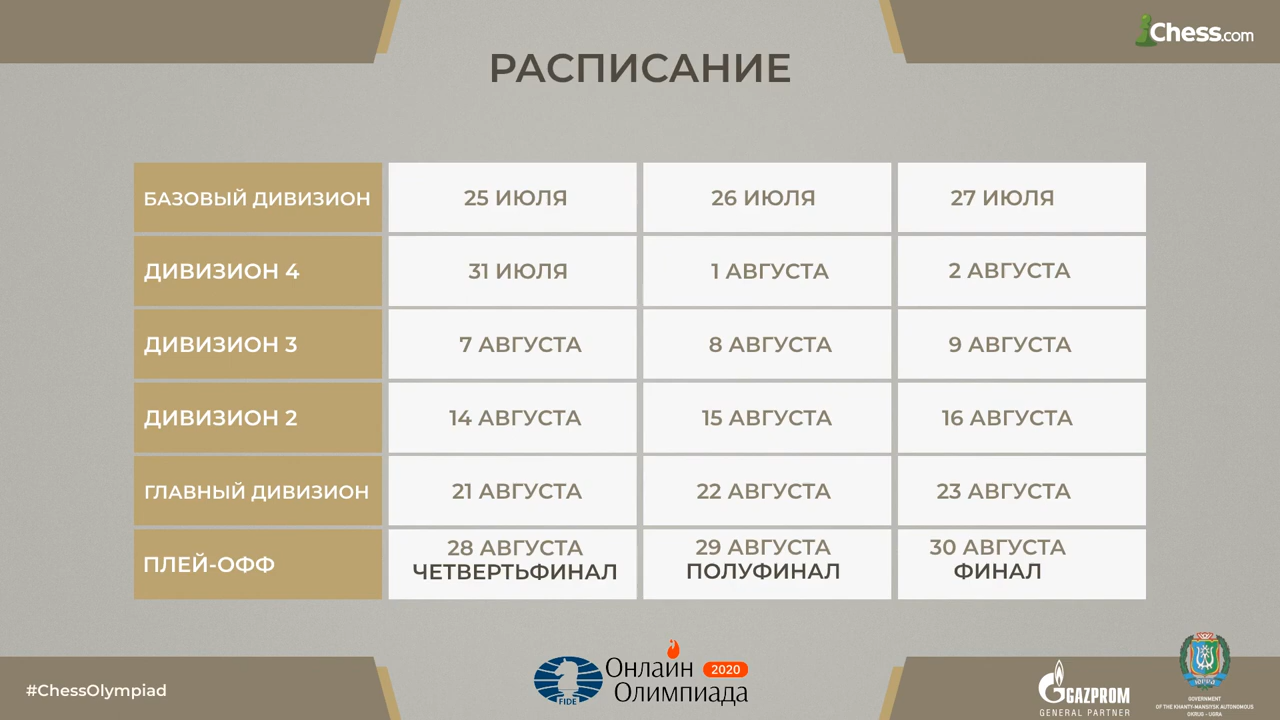 Chess.com
РАСПИСАНИЕ
БАЗОВЫЙ ДИВИЗИОН 25 ИЮЛЯ 26 ИЮЛЯ 27 ИЮЛЯ
ДИВИЗИОН 4 31 ИЮЛЯ 1 АВГУСТА 2 АВГУСТА
ДИВИЗИОН 3 7 АВГУСТА 8 АВГУСТА 9 АВГУСТА
ДИВИЗИОН 2 14 АВГУСТА 15 АВГУСТА 16 АВГУСТА
ГЛАВНЫЙ ДИВИЗИОН 21 АВГУСТА 22 АВГУСТА 23 АВГУСТА
ПЛЕЙ-ОФФ 28 АВГУСТА 29 АВГУСТА 30 АВГУСТА
ЧЕТВЕРТЬФИНАЛ ПОЛУФИНАЛ ФИНАЛ
#ChessOlympiad
FIDE
Онлайн 2020
Олимпиада
GAZPROM
GENERAL PARTNER
GOVERNMENT
OF THE KHANTY-MANSIYSK AUTONOMOUS
OKRUG - UGRA